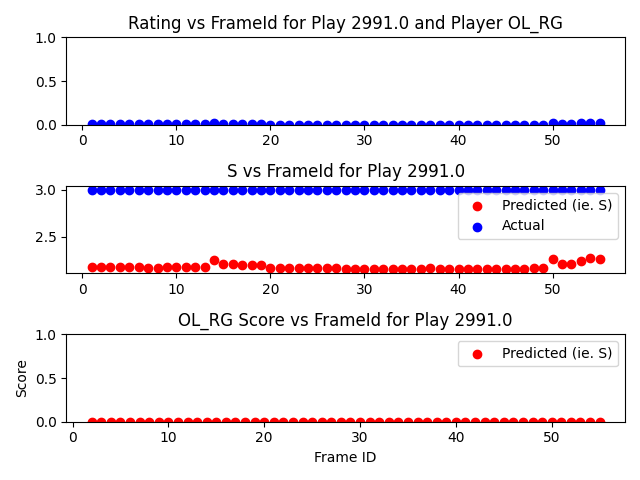 Rating vs FrameId for Play 2991.0 and Player OL_RG
1.0
0.5
0.0
0 10 20 30 40 50
S vs FrameId for Play 2991.0
3.0
2.5
Predicted (ie. S)
Actual
0 10 20 30 40 50
OL_RG Score vs FrameId for Play 2991.0
1.0
0.5
0.0
Score
Predicted (ie. S)
0 10 20 30 40 50
Frame ID